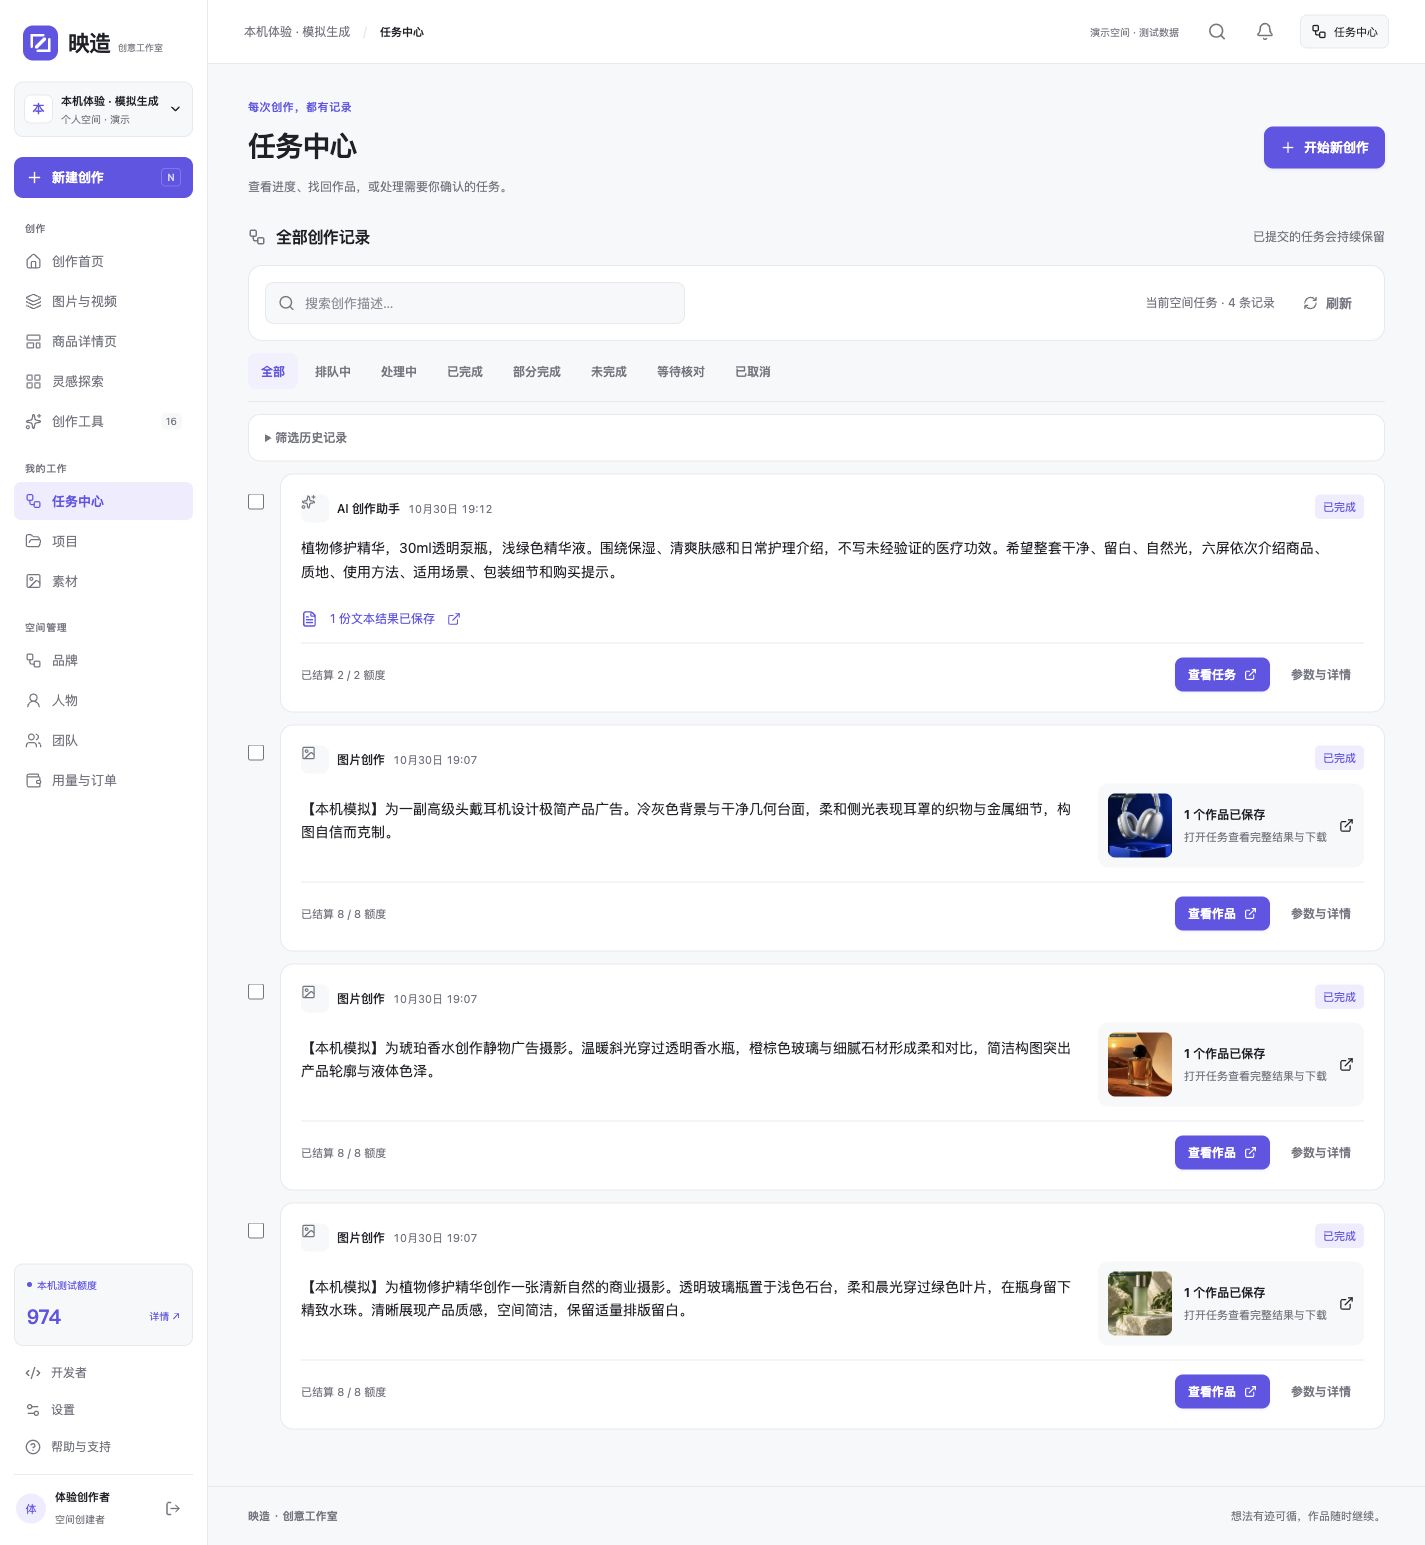 映造 创意工作室
本
本机体验 · 模拟生成
个人空间 · 演示
新建创作 N
创作
创作首页
图片与视频
商品详情页
灵感探索
创作工具 16
我的工作
任务中心
项目
素材
空间管理
品牌
人物
团队
用量与订单
本机测试额度
974 详情 ↗
开发者
设置
帮助与支持
体
体验创作者
空间创建者
本机体验 · 模拟生成 / 任务中心
演示空间 · 测试数据
任务中心
每次创作，都有记录
任务中心
开始新创作
查看进度、找回作品，或处理需要你确认的任务。
全部创作记录
已提交的任务会持续保留
搜索创作描述...
当前空间任务 · 4 条记录
刷新
全部 排队中 处理中 已完成 部分完成 未完成 等待核对 已取消
筛选历史记录
AI 创作助手 10月30日 19:12
已完成
植物修护精华，30ml透明泵瓶，浅绿色精华液。围绕保湿、清爽肤感和日常护理介绍，不写未经验证的医疗功效。希望整套干净、留白、自然光，六屏依次介绍商品、
质地、使用方法、适用场景、包装细节和购买提示。
1 份文本结果已保存
已结算 2 / 2 额度
查看任务
参数与详情
图片创作 10月30日 19:07
已完成
【本机模拟】为一副高级头戴耳机设计极简产品广告。冷灰色背景与干净几何台面，柔和侧光表现耳罩的织物与金属细节，构
图自信而克制。
1 个作品已保存
打开任务查看完整结果与下载
已结算 8 / 8 额度
查看作品
参数与详情
图片创作 10月30日 19:07
已完成
【本机模拟】为琥珀香水创作静物广告摄影。温暖斜光穿过透明香水瓶，橙棕色玻璃与细腻石材形成柔和对比，简洁构图突出
产品轮廓与液体色泽。
1 个作品已保存
打开任务查看完整结果与下载
已结算 8 / 8 额度
查看作品
参数与详情
图片创作 10月30日 19:07
已完成
【本机模拟】为植物修护精华创作一张清新自然的商业摄影。透明玻璃瓶置于浅色石台，柔和晨光穿过绿色叶片，在瓶身留下
精致水珠。清晰展现产品质感，空间简洁，保留适量排版留白。
1 个作品已保存
打开任务查看完整结果与下载
已结算 8 / 8 额度
查看作品
参数与详情
映造 · 创意工作室
想法有迹可循，作品随时继续。